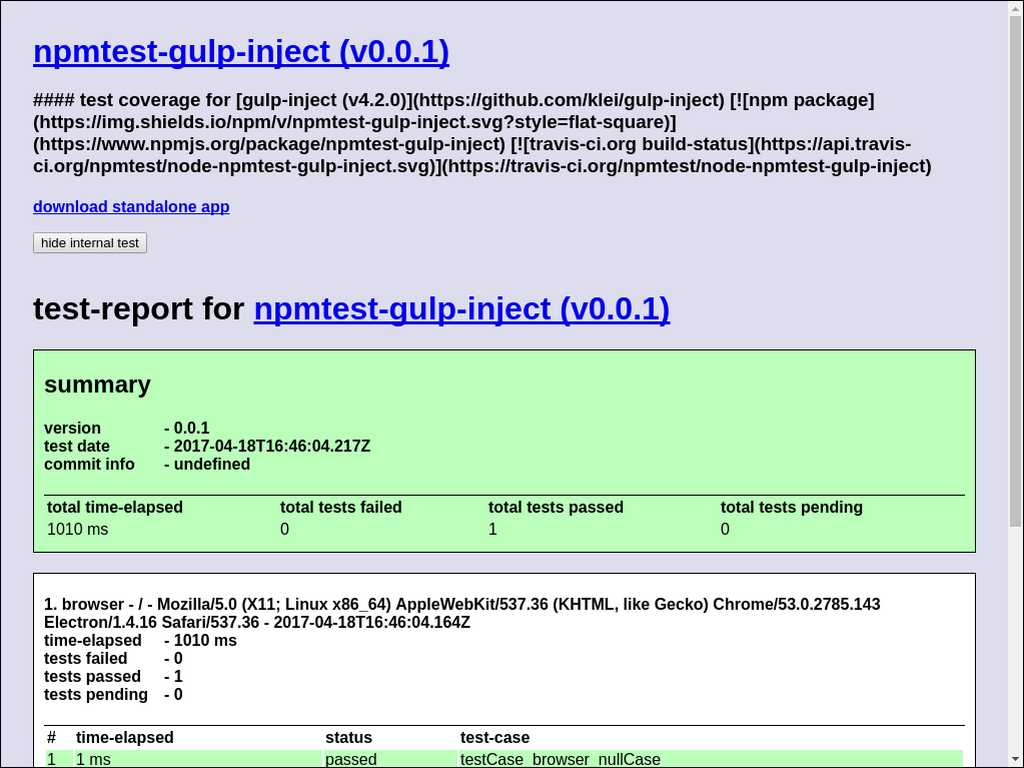 npmtest-gulp-inject (v0.0.1)
#### test coverage for [gulp-inject (v4.2.0)](https://github.com/klei/gulp-inject) [![npm package]
(https://img.shields.io/npm/v/npmtest-gulp-inject.svg?style=flat-square)]
(https://www.npmjs.org/package/npmtest-gulp-inject) [![travis-ci.org build-status](https://api.travis-
ci.org/npmtest/node-npmtest-gulp-inject.svg)](https://travis-ci.org/npmtest/node-npmtest-gulp-inject)
download standalone app
hide internal test
test-report for npmtest-gulp-inject (v0.0.1)
summary
version - 0.0.1
test date - 2017-04-18T16:46:04.217Z
commit info - undefined
total time-elapsed total tests failed total tests passed total tests pending
1010 ms 0 1 0
1. browser - / - Mozilla/5.0 (X11; Linux x86_64) AppleWebKit/537.36 (KHTML, like Gecko) Chrome/53.0.2785.143
Electron/1.4.16 Safari/537.36 - 2017-04-18T16:46:04.164Z
time-elapsed - 1010 ms
tests failed - 0
tests passed - 1
tests pending - 0
# time-elapsed status test-case
1 1 ms passed testCase_browser_nullCase